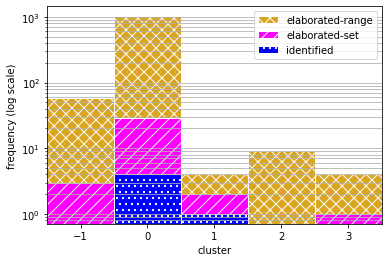 elaborated-range
elaborated-set
identified
frequency (log scale)
10³
10²
10¹
10⁰
−1 0 1 2 3
cluster